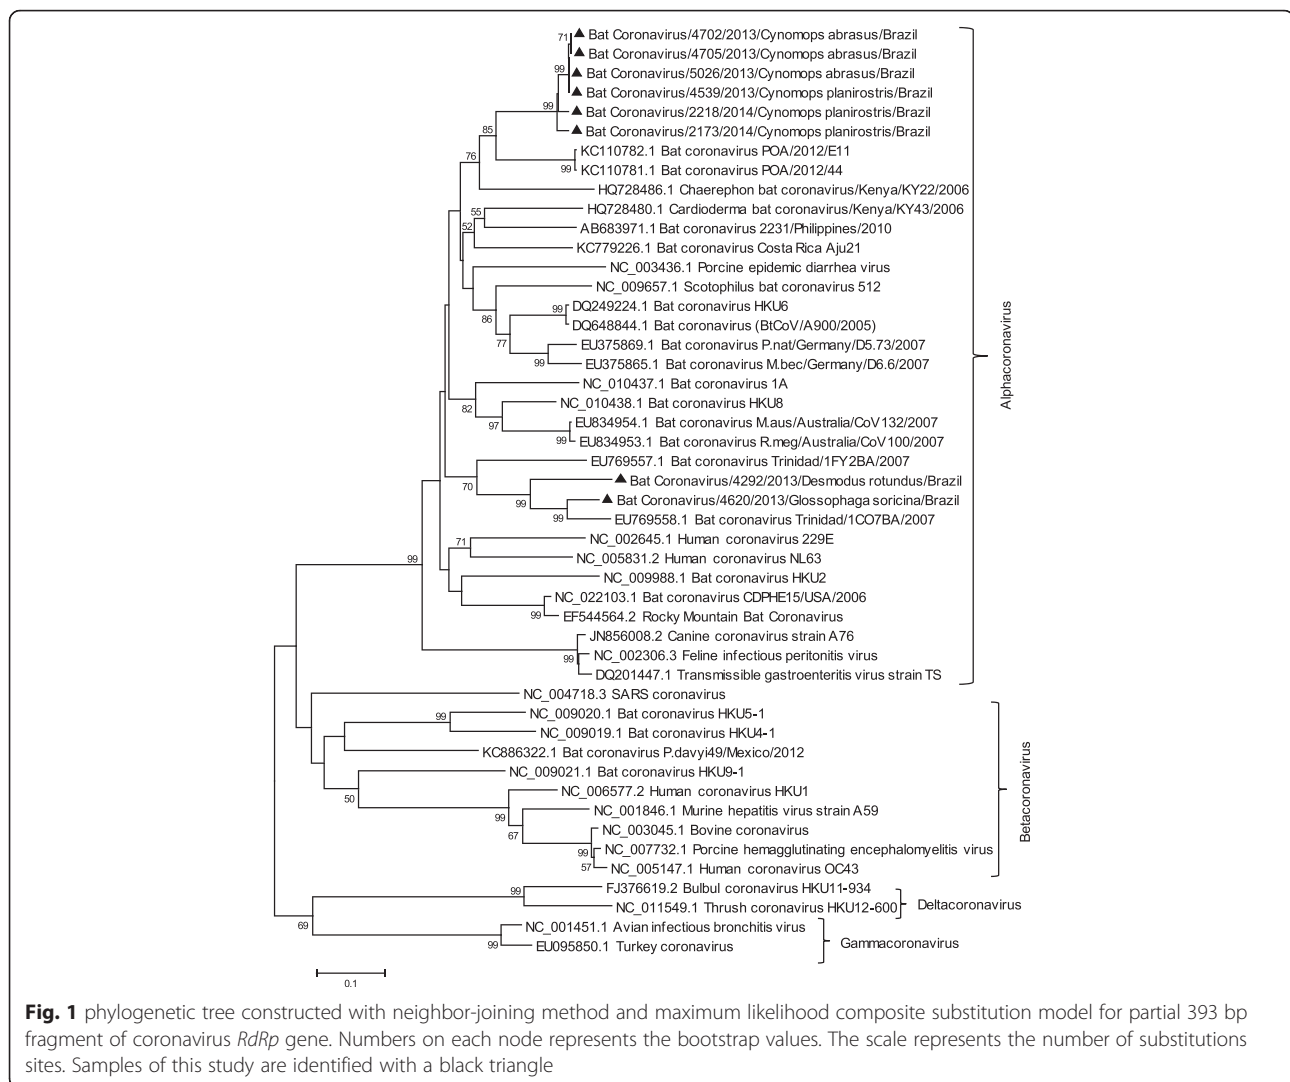 71
▲ Bat Coronavirus/4702/2013/Cynomops abrasus/Brazil
▲ Bat Coronavirus/4705/2013/Cynomops abrasus/Brazil
99
▲ Bat Coronavirus/5026/2013/Cynomops abrasus/Brazil
▲ Bat Coronavirus/4539/2013/Cynomops planirostris/Brazil
99
▲ Bat Coronavirus/2218/2014/Cynomops planirostris/Brazil
▲ Bat Coronavirus/2173/2014/Cynomops planirostris/Brazil
85
KC110782.1 Bat coronavirus POA/2012/E11
76
99
KC110781.1 Bat coronavirus POA/2012/44
HQ728486.1 Chaerephon bat coronavirus/Kenya/KY22/2006
55
HQ728480.1 Cardioderma bat coronavirus/Kenya/KY43/2006
52
AB683971.1 Bat coronavirus 2231/Philippines/2010
KC779226.1 Bat coronavirus Costa Rica Aju21
NC_003436.1 Porcine epidemic diarrhea virus
NC_009657.1 Scotophilus bat coronavirus 512
99
DQ249224.1 Bat coronavirus HKU6
86
DQ648844.1 Bat coronavirus (BtCoV/A900/2005)
77
EU375869.1 Bat coronavirus P.nat/Germany/D5.73/2007
99
EU375865.1 Bat coronavirus M.bec/Germany/D6.6/2007
Alphacoronavirus
NC_010437.1 Bat coronavirus 1A
82
NC_010438.1 Bat coronavirus HKU8
97
EU834954.1 Bat coronavirus M.aus/Australia/CoV132/2007
99
EU834953.1 Bat coronavirus R.meg/Australia/CoV100/2007
EU769557.1 Bat coronavirus Trinidad/1FY2BA/2007
70
▲ Bat Coronavirus/4292/2013/Desmodus rotundus/Brazil
99
▲ Bat Coronavirus/4620/2013/Glossophaga soricina/Brazil
99
EU769558.1 Bat coronavirus Trinidad/1CO7BA/2007
71
NC_002645.1 Human coronavirus 229E
99
NC_005831.2 Human coronavirus NL63
NC_009988.1 Bat coronavirus HKU2
NC_022103.1 Bat coronavirus CDPHE15/USA/2006
99
EF544564.2 Rocky Mountain Bat Coronavirus
JN856008.2 Canine coronavirus strain A76
99
NC_002306.3 Feline infectious peritonitis virus
DQ201447.1 Transmissible gastroenteritis virus strain TS
NC_004718.3 SARS coronavirus
99
NC_009020.1 Bat coronavirus HKU5-1
NC_009019.1 Bat coronavirus HKU4-1
KC886322.1 Bat coronavirus P.davyi49/Mexico/2012
NC_009021.1 Bat coronavirus HKU9-1
50
NC_006577.2 Human coronavirus HKU1
Betacoronavirus
99
NC_001846.1 Murine hepatitis virus strain A59
67
NC_003045.1 Bovine coronavirus
99
NC_007732.1 Porcine hemagglutinating encephalomyelitis virus
57
NC_005147.1 Human coronavirus OC43
99
FJ376619.2 Bulbul coronavirus HKU11-934
NC_011549.1 Thrush coronavirus HKU12-600
Deltacoronavirus
69
NC_001451.1 Avian infectious bronchitis virus
99
EU095850.1 Turkey coronavirus
Gammacoronavirus
0.1
Fig. 1 phylogenetic tree constructed with neighbor-joining method and maximum likelihood composite substitution model for partial 393 bp
fragment of coronavirus RdRp gene. Numbers on each node represents the bootstrap values. The scale represents the number of substitutions
sites. Samples of this study are identified with a black triangle